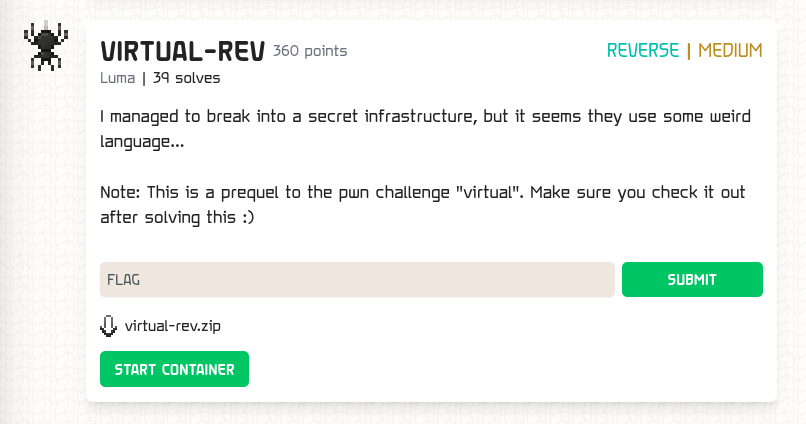 VIRTUAL-REV 360 points REVERSE | MEDIUM
Luma | 39 solves
I managed to break into a secret infrastructure, but it seems they use some weird
language...
Note: This is a prequel to the pwn challenge "virtual". Make sure you check it out
after solving this :)
FLAG SUBMIT
virtual-rev.zip
START CONTAINER